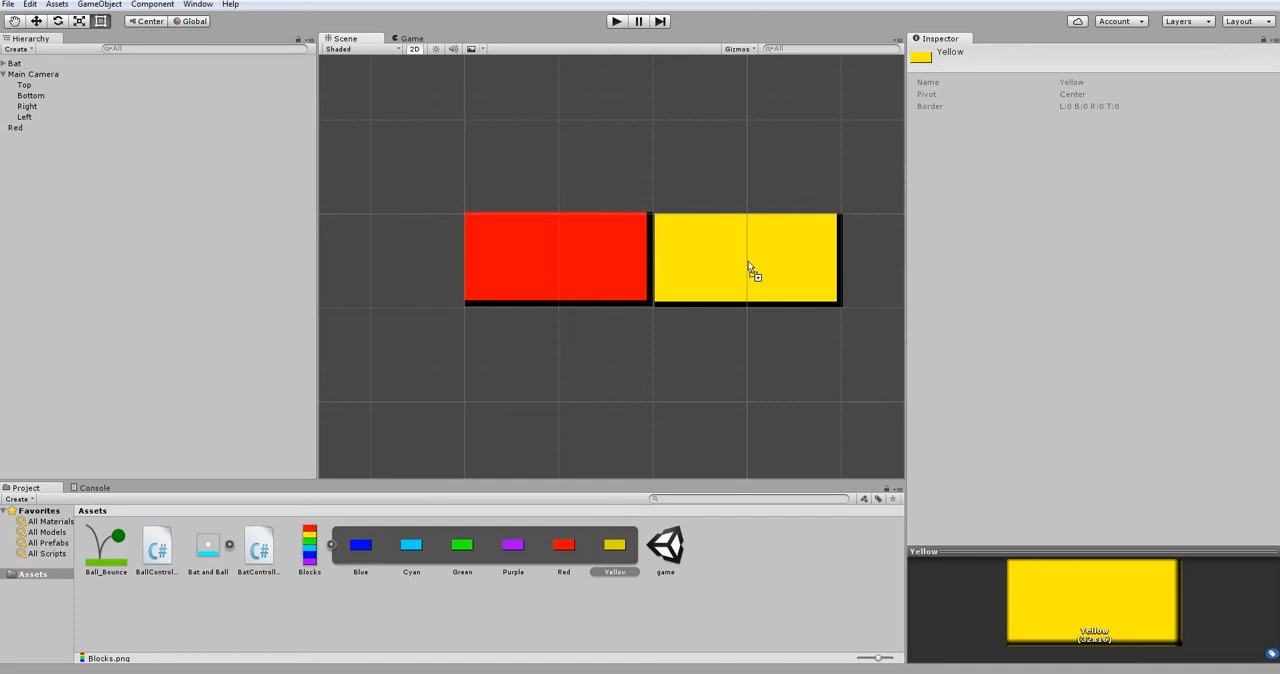 File Edit Assets GameObject Component Window Help
Center Global Account Layers Layout
Hierarchy Scene Game Inspector
Create All Shaded 2D Gizmos All Yellow
Bat
Main Camera
Top
Bottom
Right
Left
Red
Name Yellow
Pivot Center
Border L:0 B:0 R:0 T:0
Project Console
Create
Favorites Assets
All Materials
All Models
All Prefabs
All Scripts
Assets
C# C#
Ball_Bounce BallControl... Bat and Ball BatControll... Blocks Blue Cyan Green Purple Red Yellow game
Blocks.png
Yellow
Yellow
(32x16)